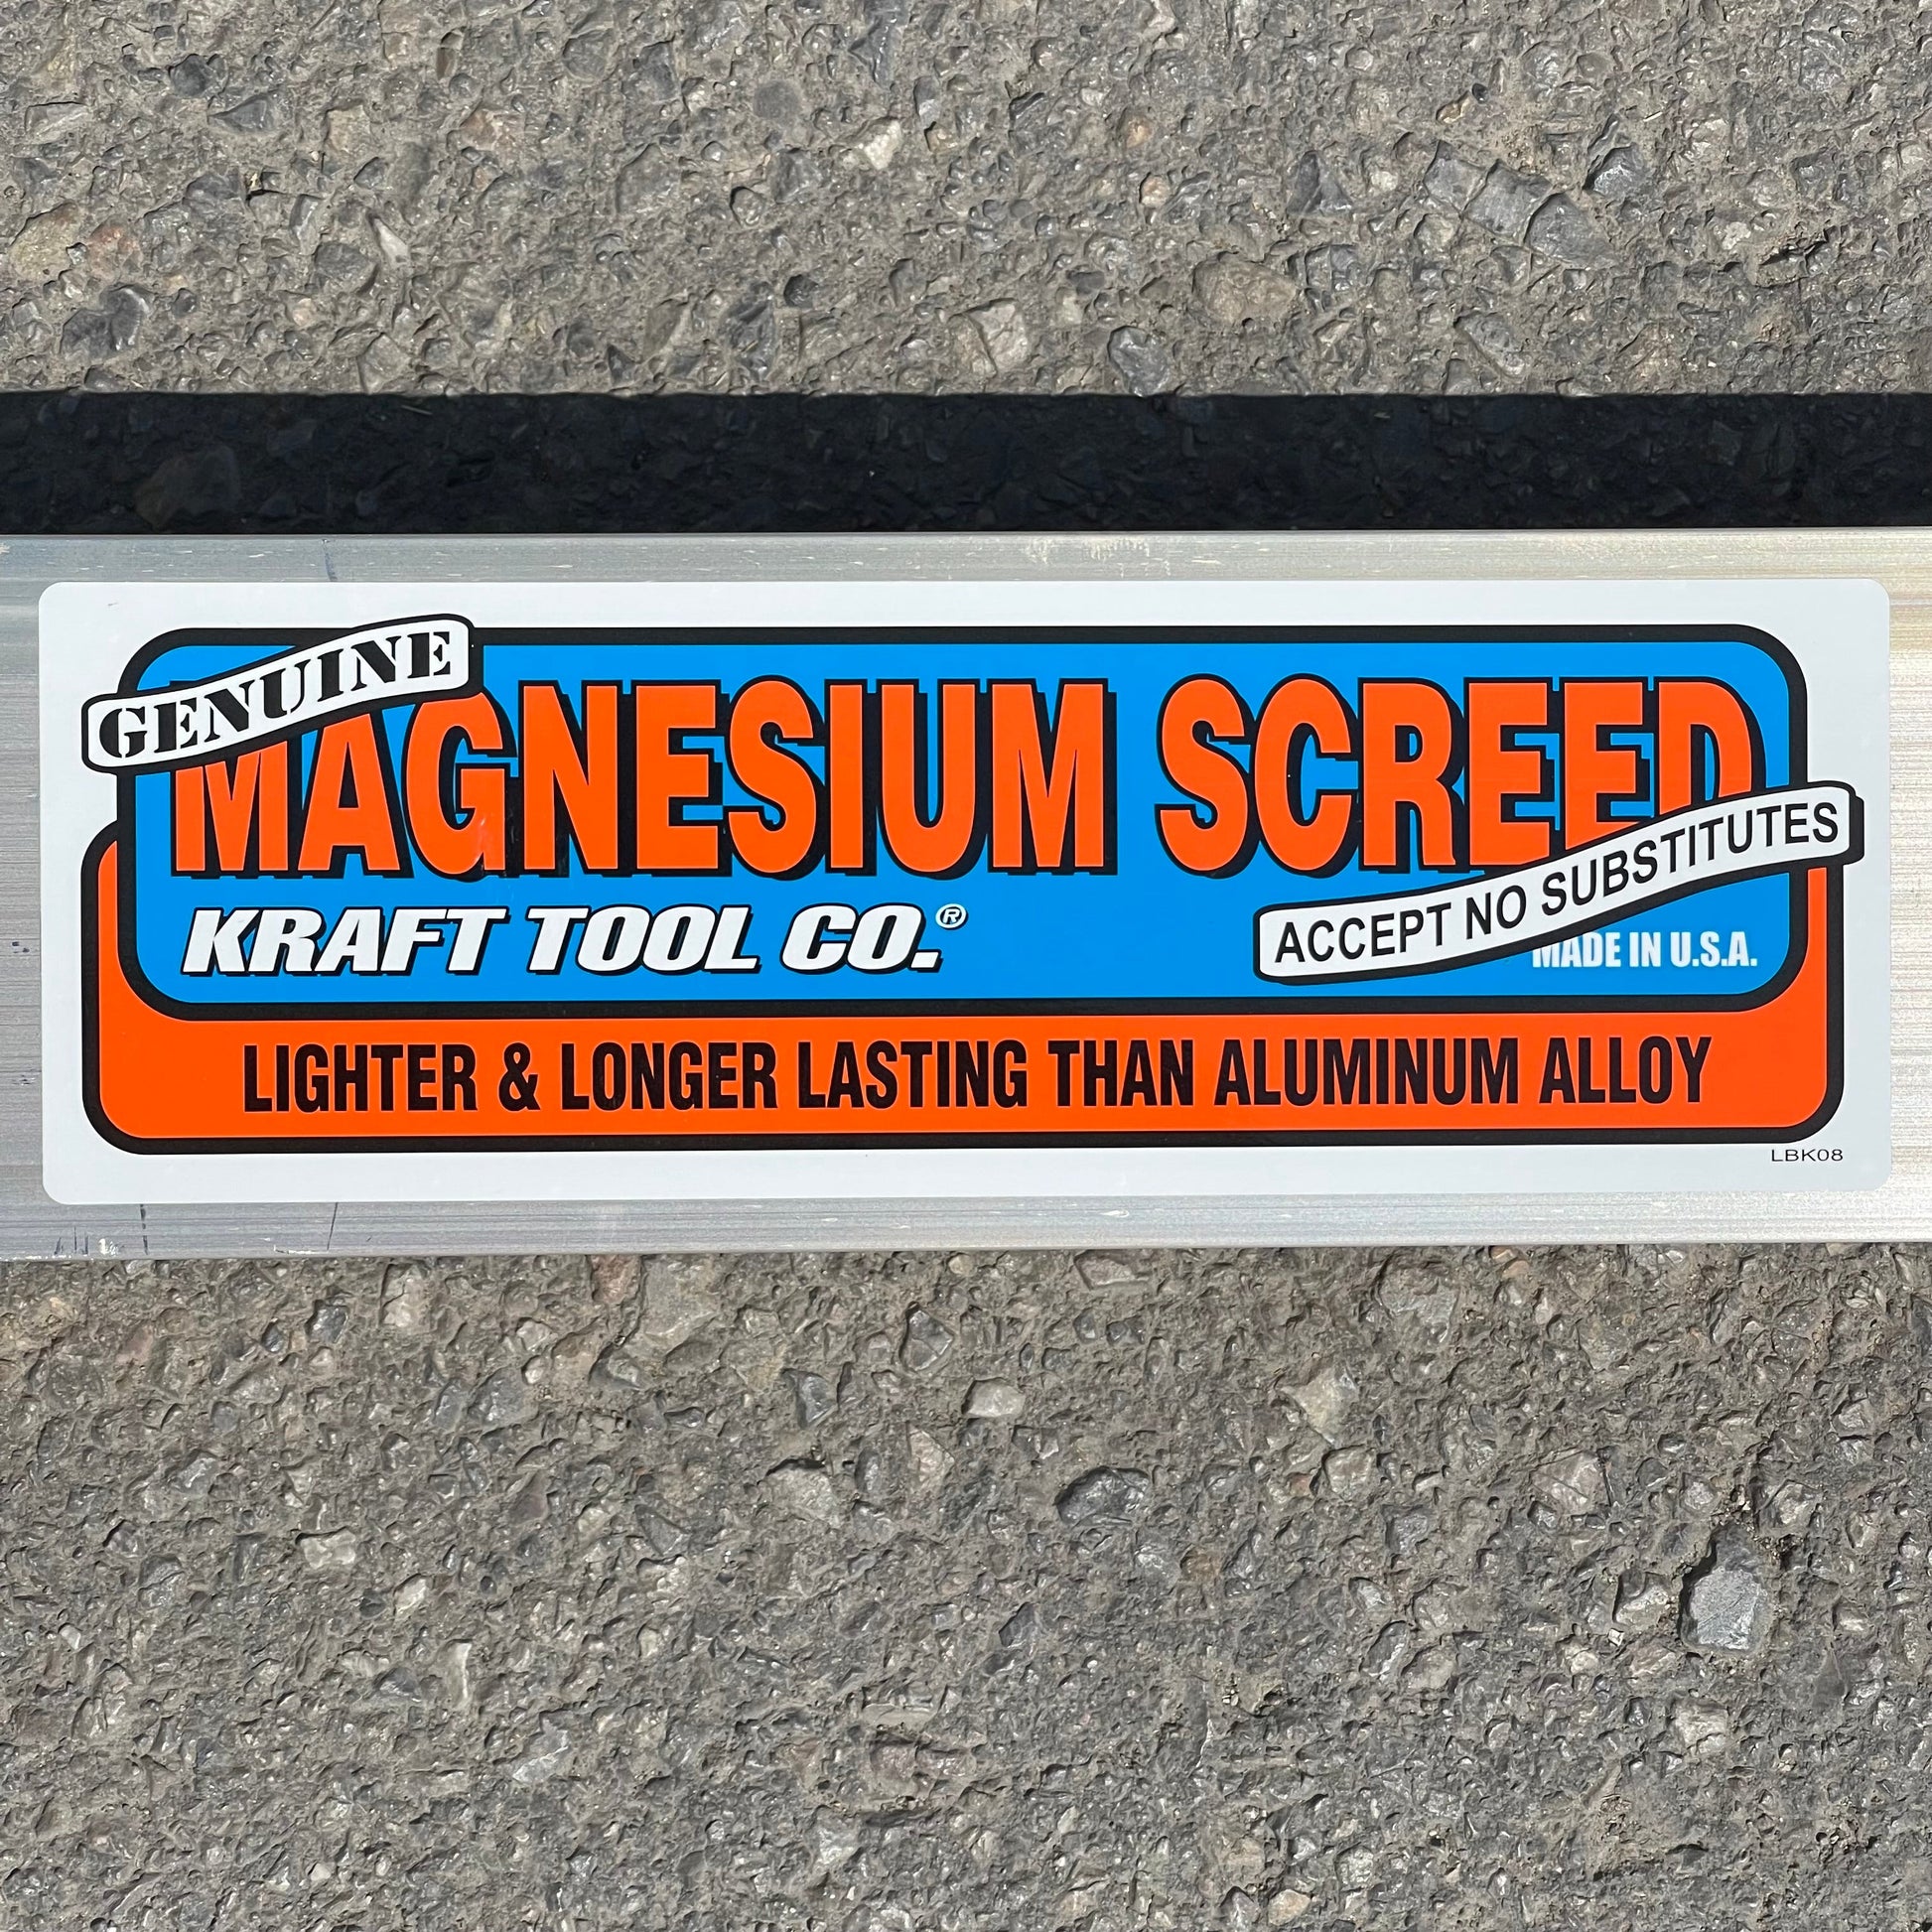 GENUINE
MAGNESIUM SCREED
ACCEPT NO SUBSTITUTES
KRAFT TOOL CO.®
MADE IN U.S.A.
LIGHTER & LONGER LASTING THAN ALUMINUM ALLOY
LBK08